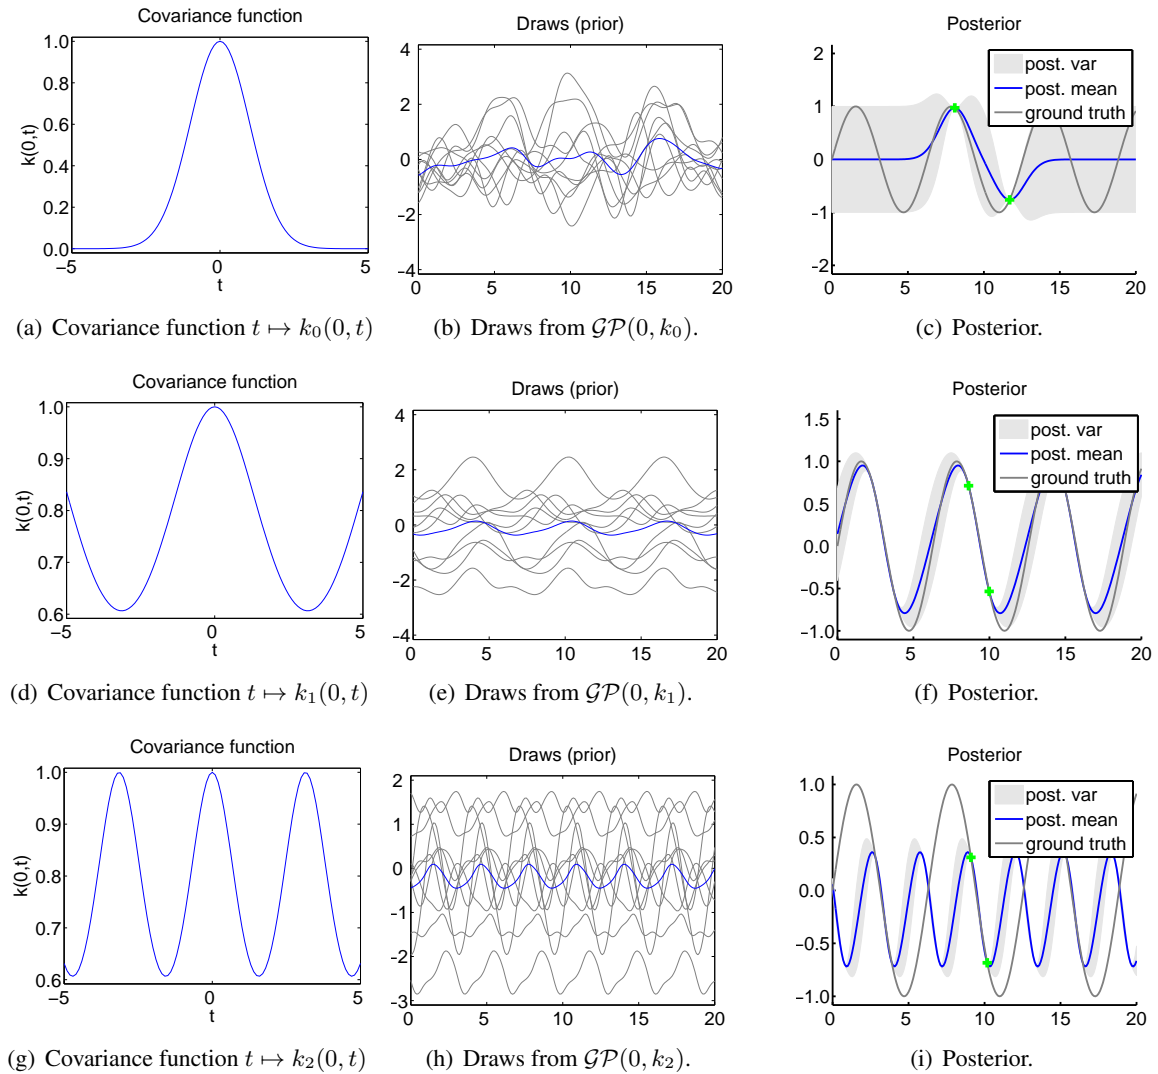 Covariance function
Draws (prior)
Posterior
k(0,t)
1.0
0.8
0.6
0.4
0.2
0.0
−5
0
5
t
4
2
0
−2
−4
0
5
10
15
20
2
1
0
−1
−2
0
5
10
15
20
post. var
post. mean
ground truth
(a) Covariance function t ↦ k₀(0, t)
(b) Draws from 𝒢𝒫(0, k₀).
(c) Posterior.
Covariance function
Draws (prior)
Posterior
k(0,t)
1.0
0.9
0.8
0.7
0.6
−5
0
5
t
4
2
0
−2
−4
0
5
10
15
20
1.5
1.0
0.5
0.0
−0.5
−1.0
0
5
10
15
20
post. var
post. mean
ground truth
(d) Covariance function t ↦ k₁(0, t)
(e) Draws from 𝒢𝒫(0, k₁).
(f) Posterior.
Covariance function
Draws (prior)
Posterior
k(0,t)
1.0
0.9
0.8
0.7
0.6
−5
0
5
t
2
1
0
−1
−2
−3
0
5
10
15
20
1.0
0.5
0.0
−0.5
−1.0
0
5
10
15
20
post. var
post. mean
ground truth
(g) Covariance function t ↦ k₂(0, t)
(h) Draws from 𝒢𝒫(0, k₂).
(i) Posterior.